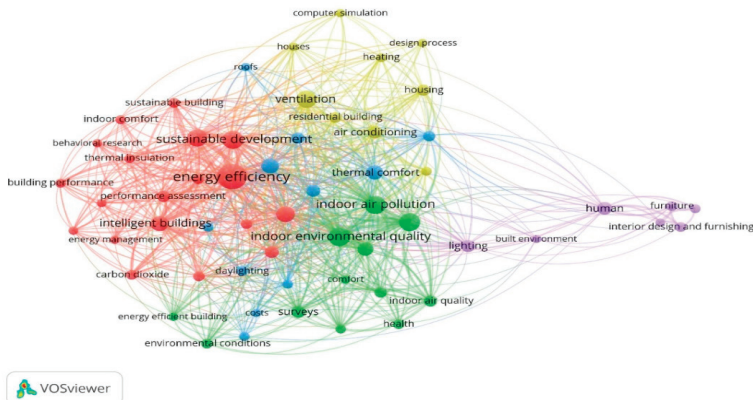 computer simulation
houses
design process
roofs
heating
housing
sustainable building
ventilation
indoor comfort
residential building
behavioral research
sustainable development
air conditioning
thermal insulation
energy efficiency
thermal comfort
building performance
performance assessment
indoor air pollution
human
furniture
intelligent buildings
interior design and furnishing
energy management
indoor environmental quality
built environment
lighting
carbon dioxide
daylighting
comfort
indoor air quality
energy efficient building
costs
surveys
health
environmental conditions
VOSviewer